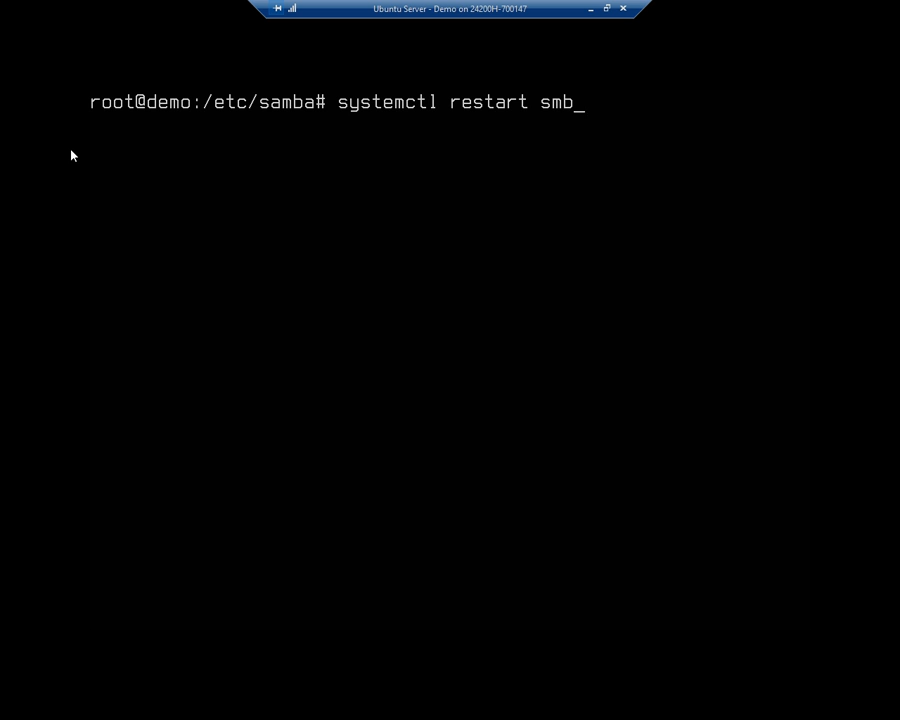 Ubuntu Server - Demo on 24200H-700147
root@demo:/etc/samba# systemctl restart smb_